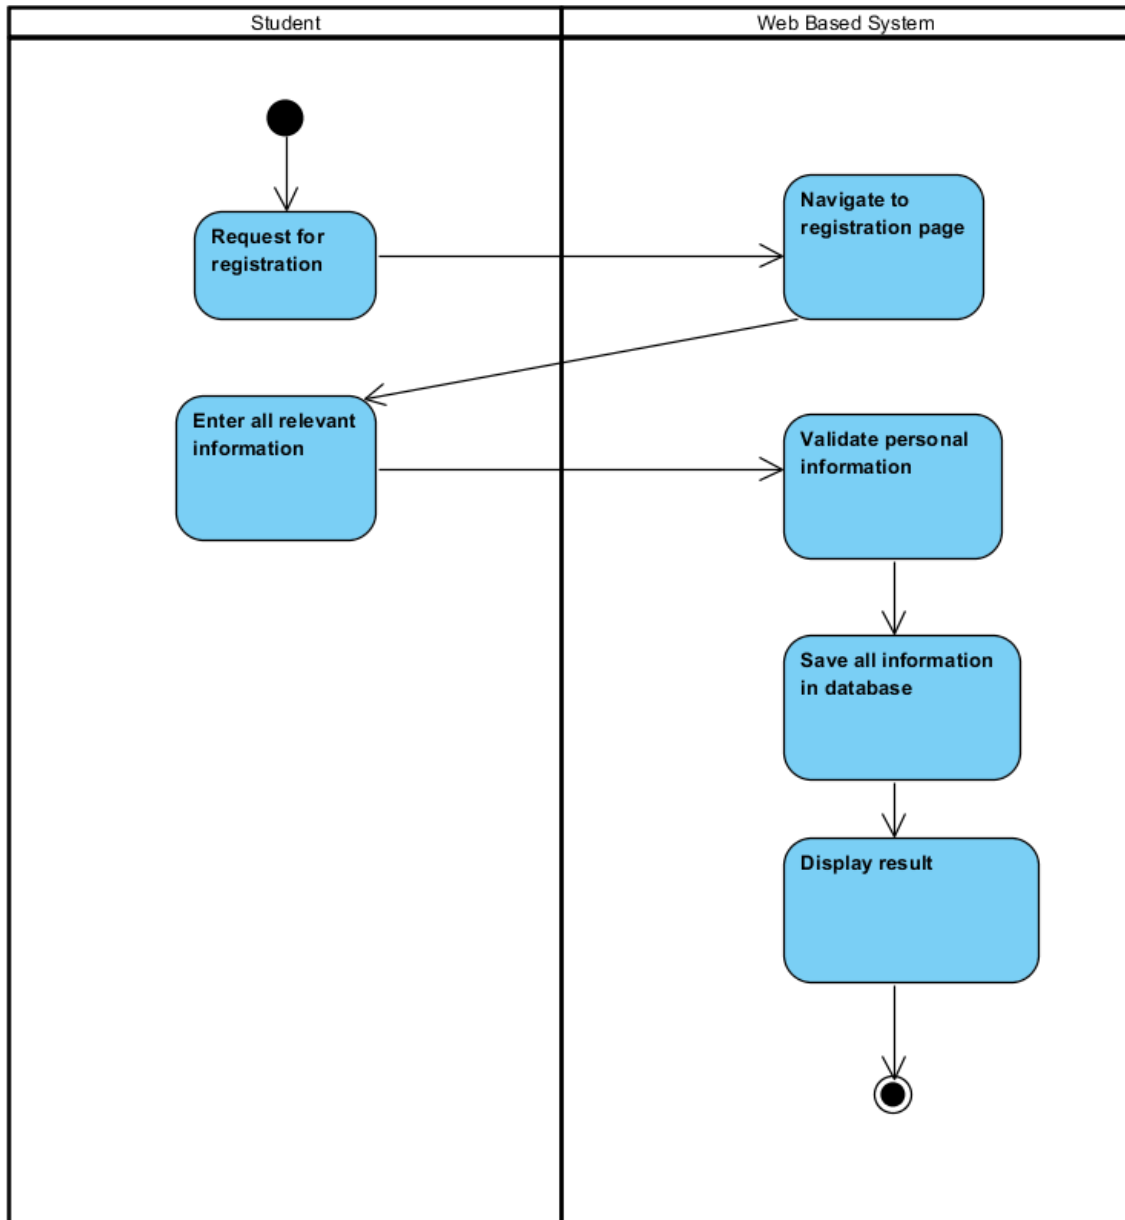 Student
Web Based System
Request for
registration
Navigate to
registration page
Enter all relevant
information
Validate personal
information
Save all information
in database
Display result